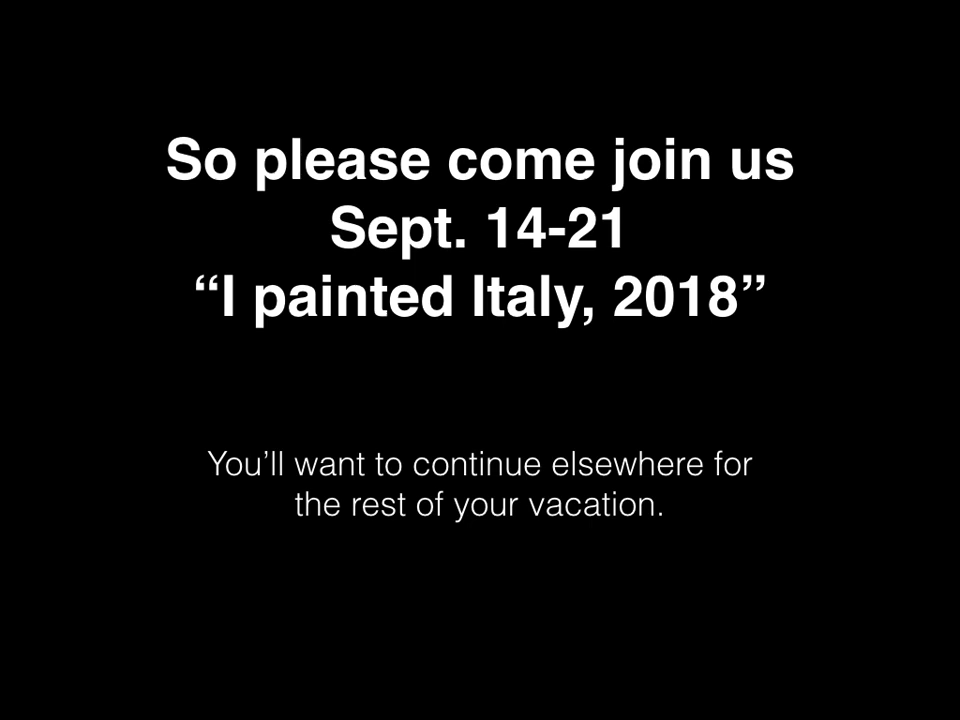 So please come join us
Sept. 14-21
“I painted Italy, 2018”
You’ll want to continue elsewhere for
the rest of your vacation.